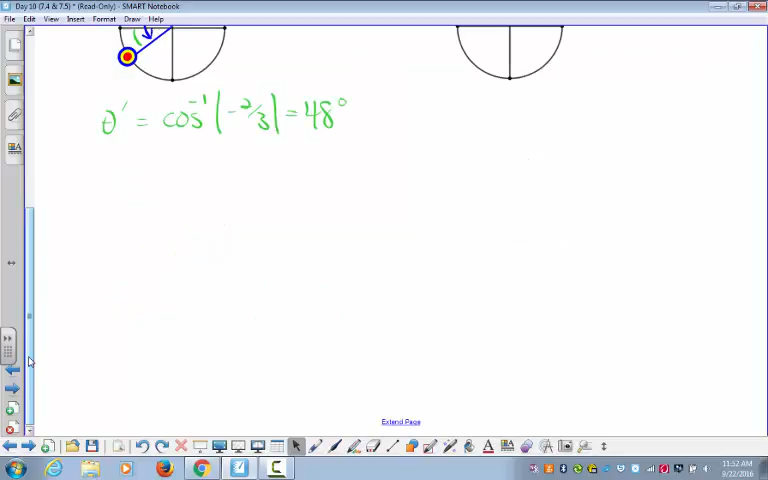 Day 10 (7.4 & 7.5) * (Read-Only) - SMART Notebook
File Edit View Insert Format Draw Window Help
θ' = cos⁻¹|-2/3| = 48°
Extend Page
11:52 AM
9/22/2016